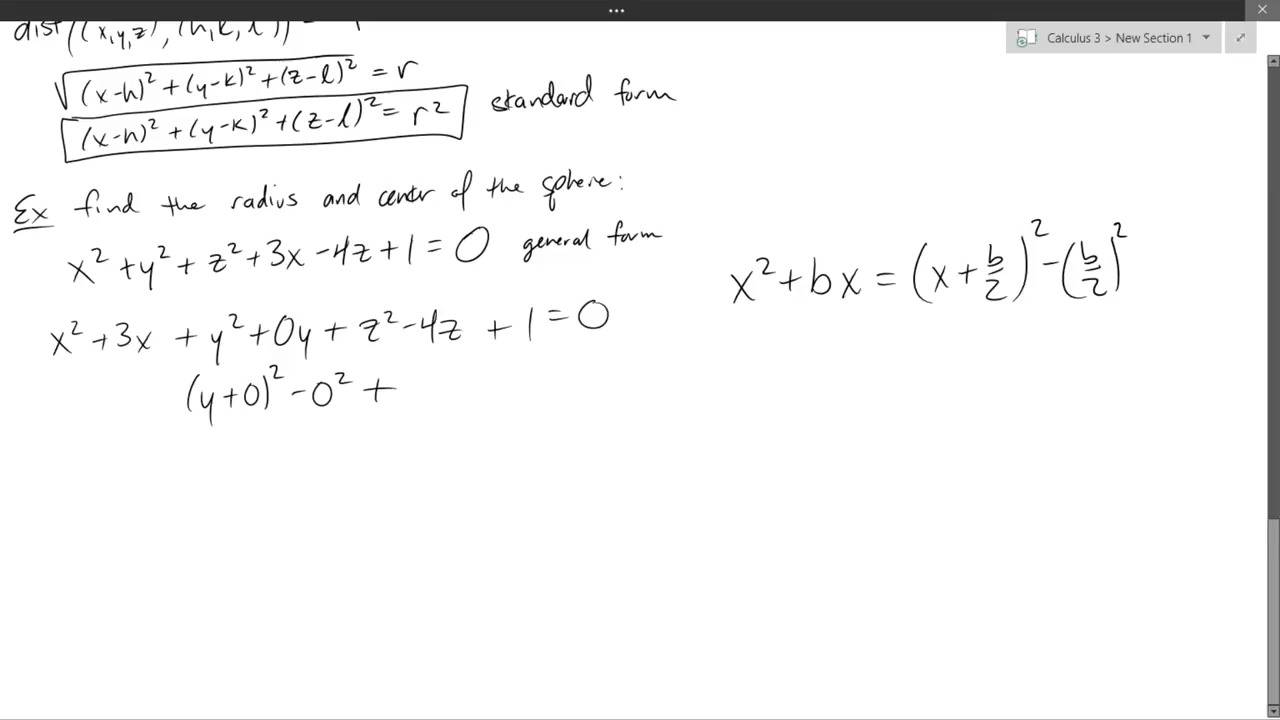 dist((x,y,z), (h,k,l)) = r
Calculus 3 > New Section 1
√(x-h)² + (y-k)² + (z-l)² = r
(x-h)² + (y-k)² + (z-l)² = r² standard form
Ex find the radius and center of the sphere:
x² + y² + z² + 3x - 4z + 1 = 0 general form
x² + bx = (x + b/2)² - (b/2)²
x² + 3x + y² + 0y + z² - 4z + 1 = 0
(y + 0)² - 0² +